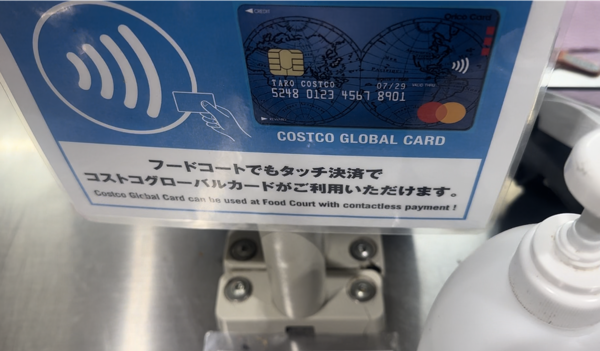 TARO COSTCO
07/29
5248 0123 4567 8901
COSTCO GLOBAL CARD
フードコートでもタッチ決済で
コストコグローバルカードがご利用いただけます。
Costco Global Card can be used at Food Court with contactless payment !